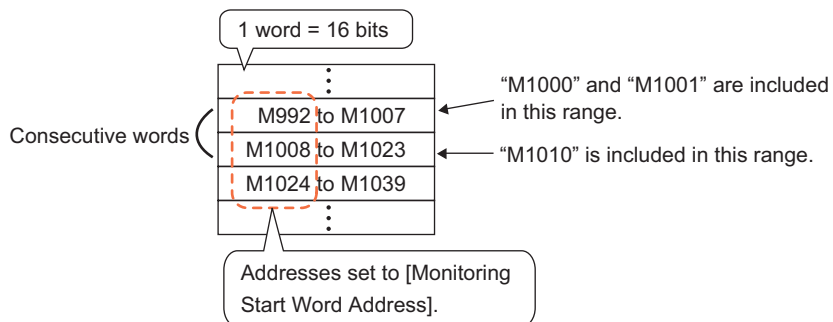 1 word = 16 bits
M992 to M1007
M1008 to M1023
M1024 to M1039
Consecutive words
“M1000” and “M1001” are included
in this range.
“M1010” is included in this range.
Addresses set to [Monitoring
Start Word Address].